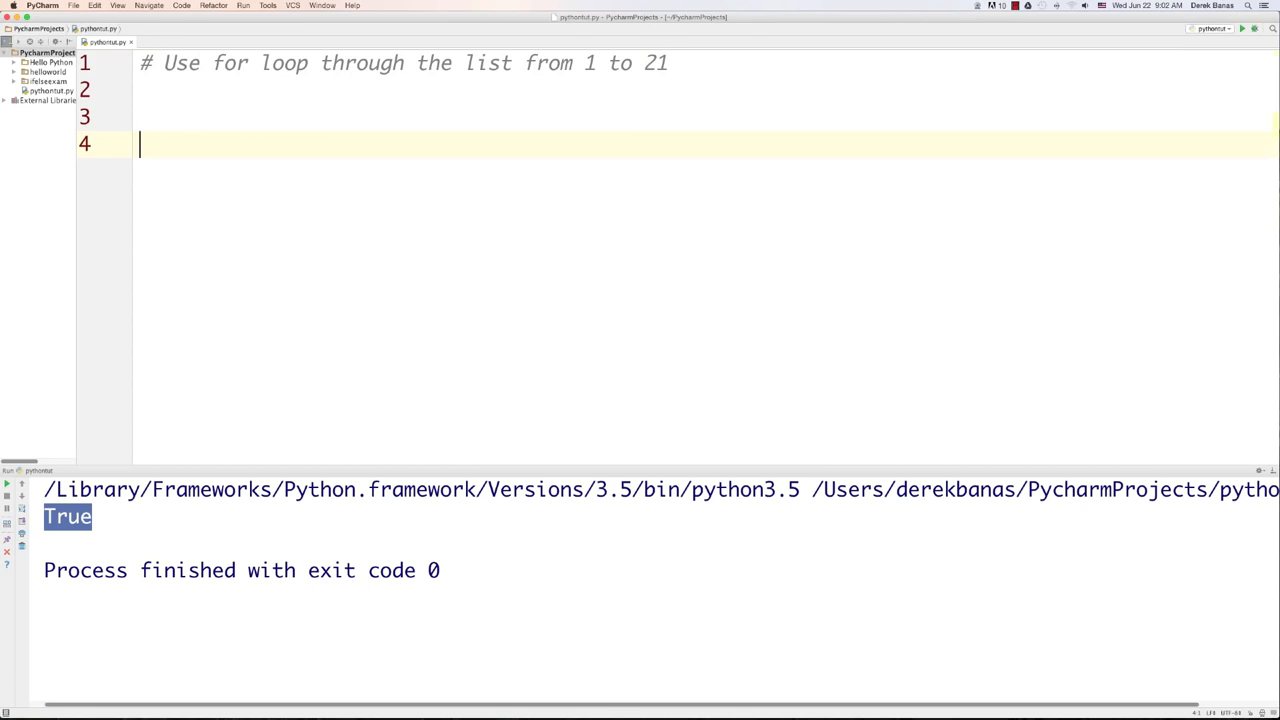 PyCharm File Edit View Navigate Code Refactor Run Tools VCS Window Help
10 Wed Jun 22 9:02 AM Derek Banas
pythontut.py - PycharmProjects - [~/PycharmProjects]
PycharmProjects pythontut.py
pythontut
PycharmProject
pythontut.py
Hello Python
helloworld
ifelseexam
pythontut.py
External Librarie
1 # Use for loop through the list from 1 to 21
2
3
4
Run pythontut
/Library/Frameworks/Python.framework/Versions/3.5/bin/python3.5 /Users/derekbanas/PycharmProjects/pytho
True
Process finished with exit code 0
4:1 LF UTF-8